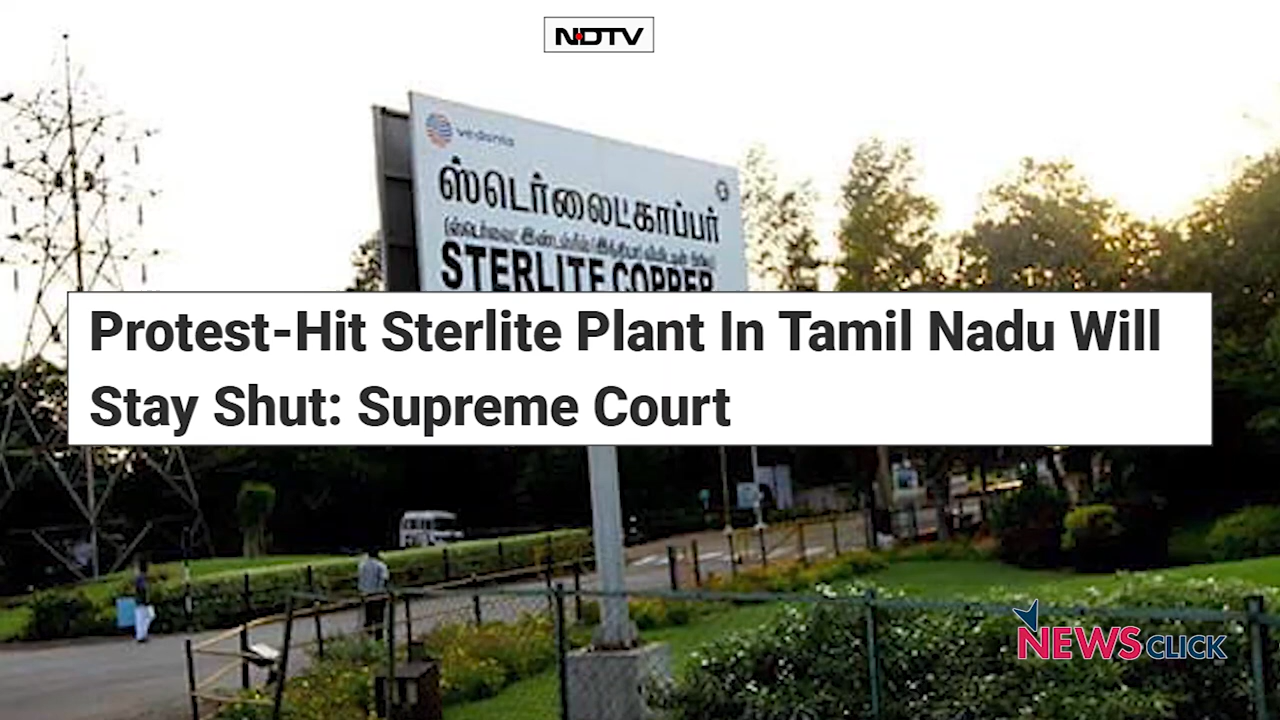 NDTV
vedanta
ஸ்டெர்லைட்காப்பர்
STERLITE COPPER
Protest-Hit Sterlite Plant In Tamil Nadu Will
Stay Shut: Supreme Court
NEWSCLICK